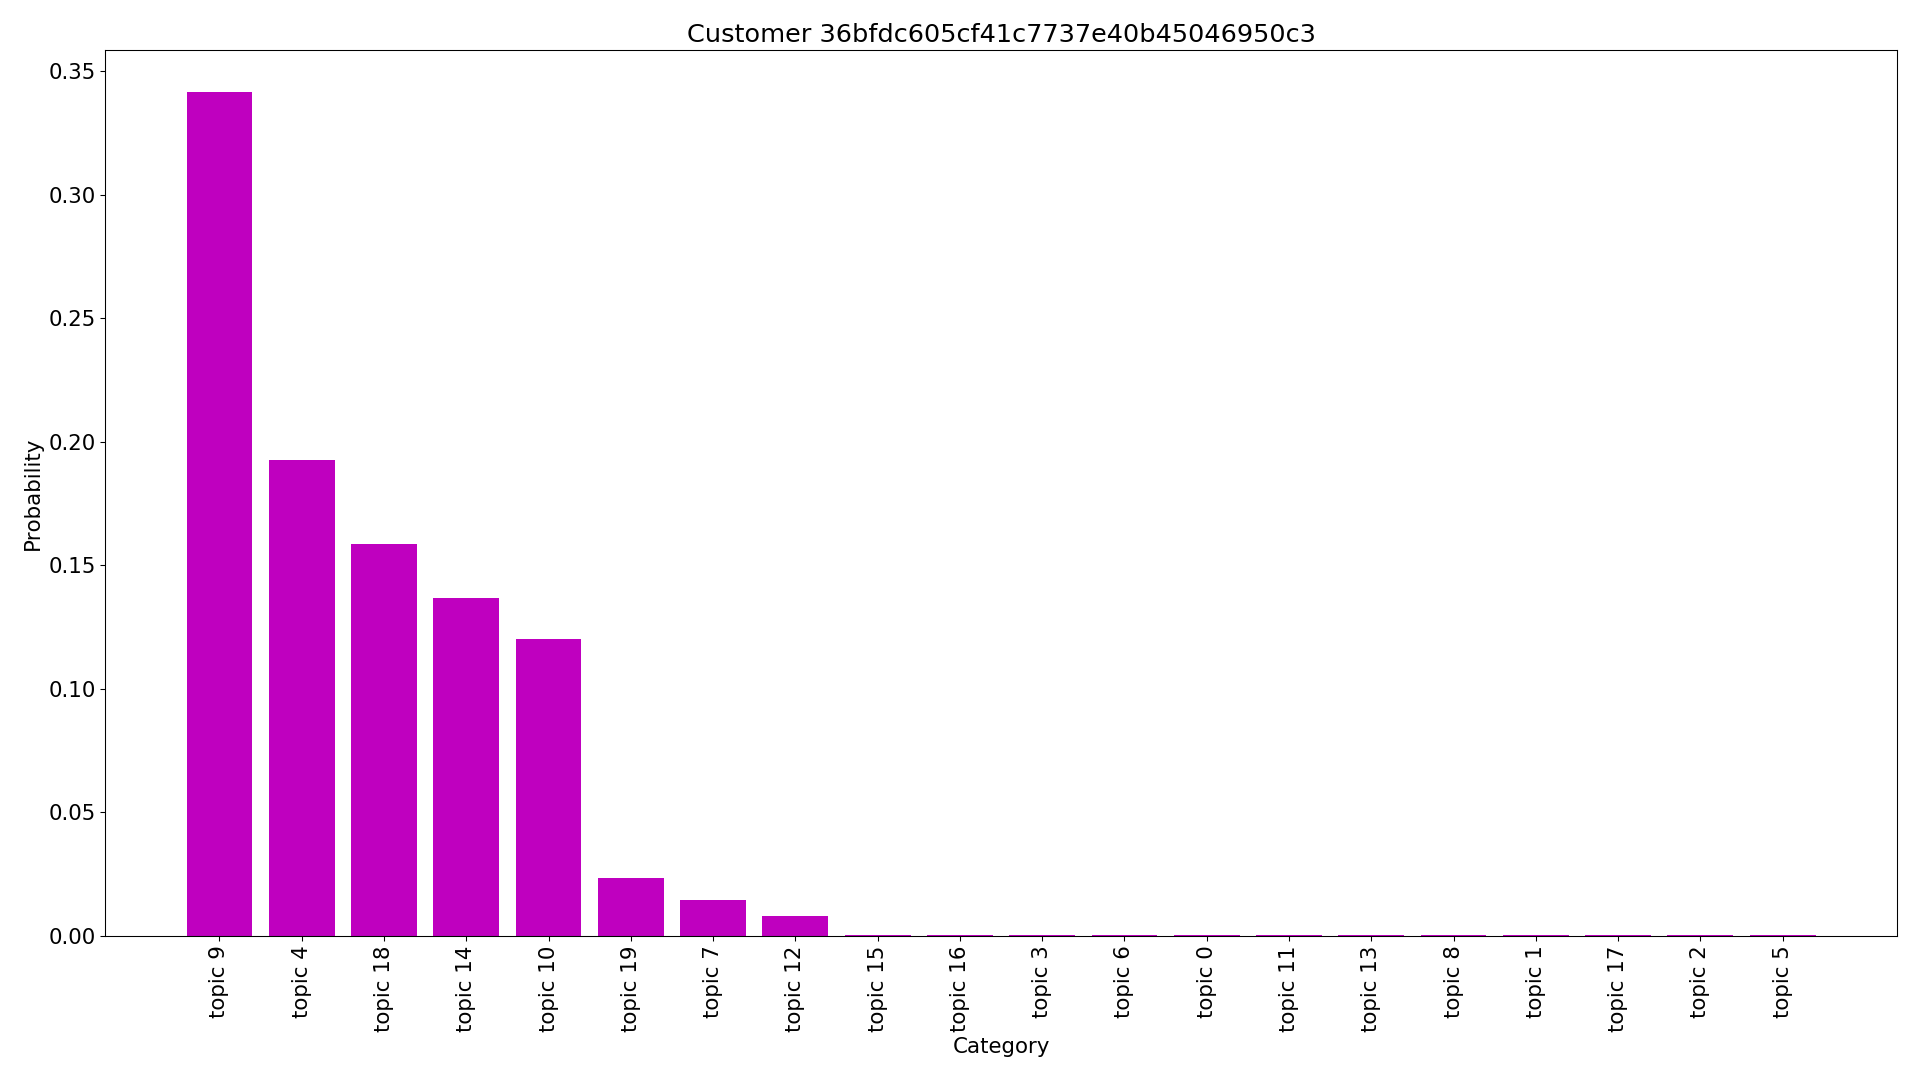 Customer 36bfdc605cf41c7737e40b45046950c3
0.35
0.30
0.25
0.20
0.15
0.10
0.05
0.00
Probability
topic 9
topic 4
topic 18
topic 14
topic 10
topic 19
topic 7
topic 12
topic 15
topic 16
topic 3
topic 6
topic 0
topic 11
topic 13
topic 8
topic 1
topic 17
topic 2
topic 5
Category